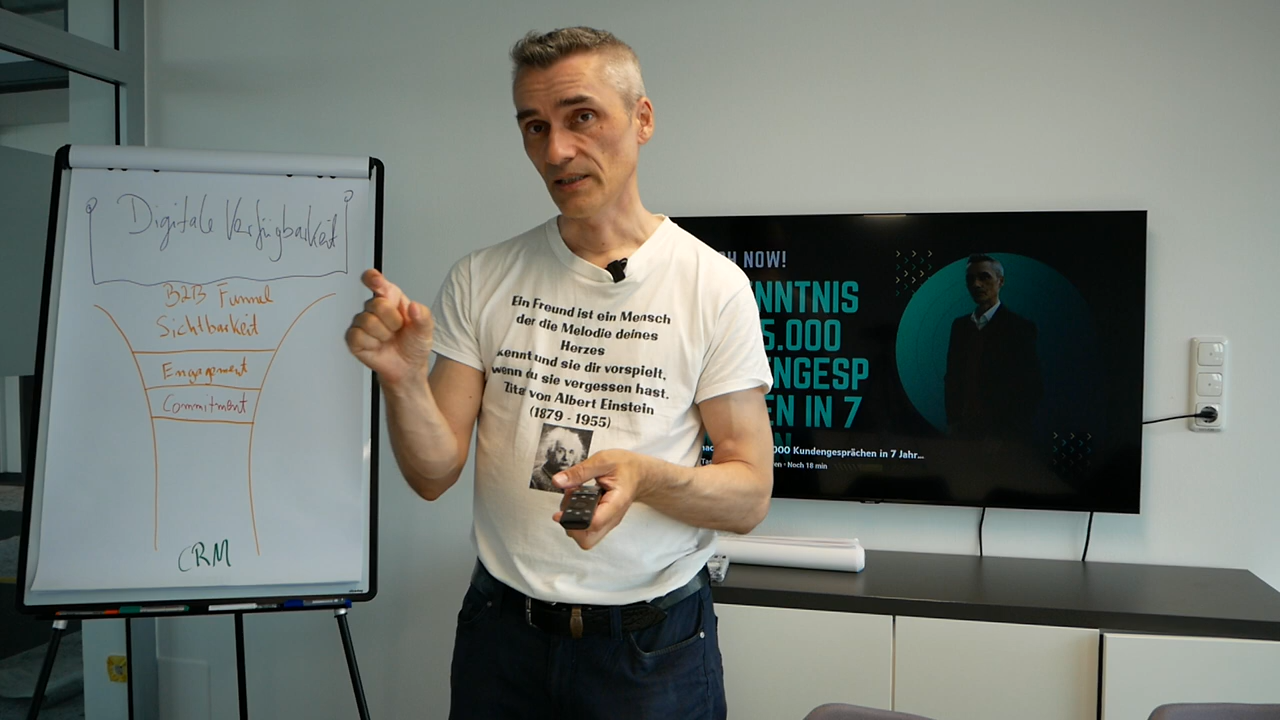 Digitale Verfügbarkeit
B2B Funnel
Sichtbarkeit
Engagement
Commitment
CRM
Ein Freund ist ein Mensch
der die Melodie deines
Herzes
kennt und sie dir vorspielt,
wenn du sie vergessen hast.
Zitat von Albert Einstein
(1879 - 1955)
NOW!
NNTNIS
5.000
NGESP
EN IN 7
000 Kundengesprächen in 7 Jahr...
Noch 18 min